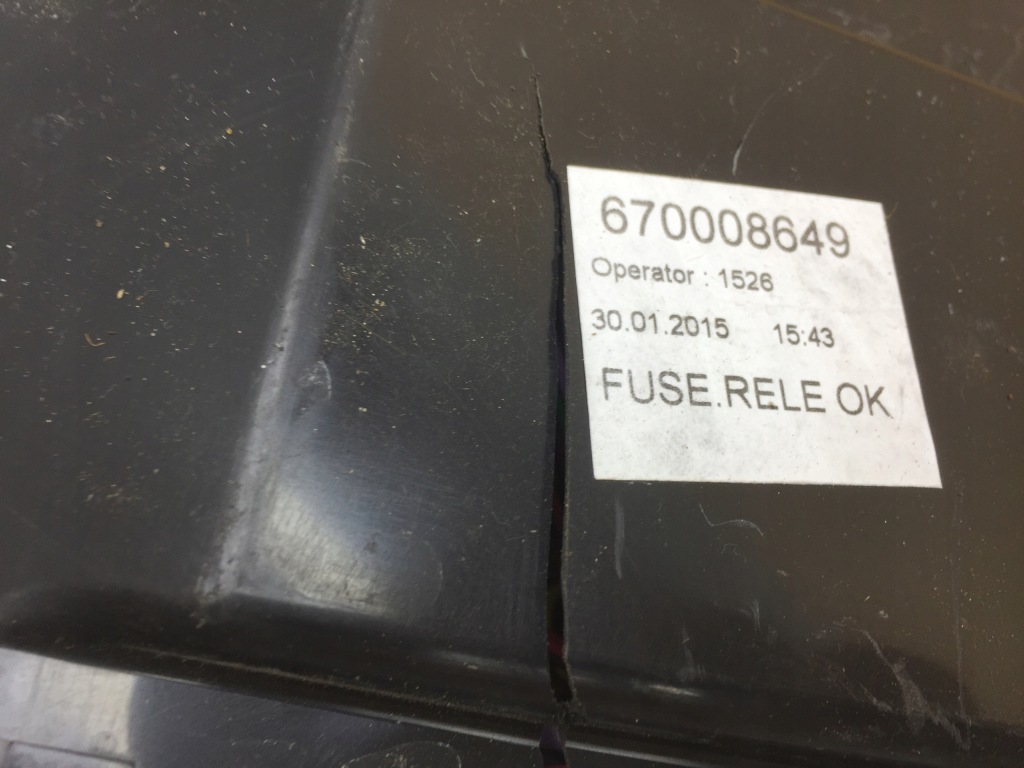 670008649
Operator : 1526
30.01.2015 15:43
FUSE.RELE OK